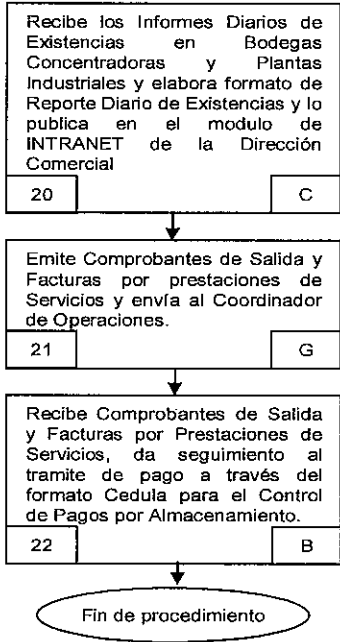 Recibe los Informes Diarios de
Existencias en Bodegas
Concentradoras y Plantas
Industriales y elabora formato de
Reporte Diario de Existencias y lo
publica en el modulo de
INTRANET de la Dirección
Comercial
20 C
Emite Comprobantes de Salida y
Facturas por prestaciones de
Servicios y envía al Coordinador
de Operaciones.
21 G
Recibe Comprobantes de Salida
y Facturas por Prestaciones de
Servicios, da seguimiento al
tramite de pago a través del
formato Cedula para el Control
de Pagos por Almacenamiento.
22 B
Fin de procedimiento